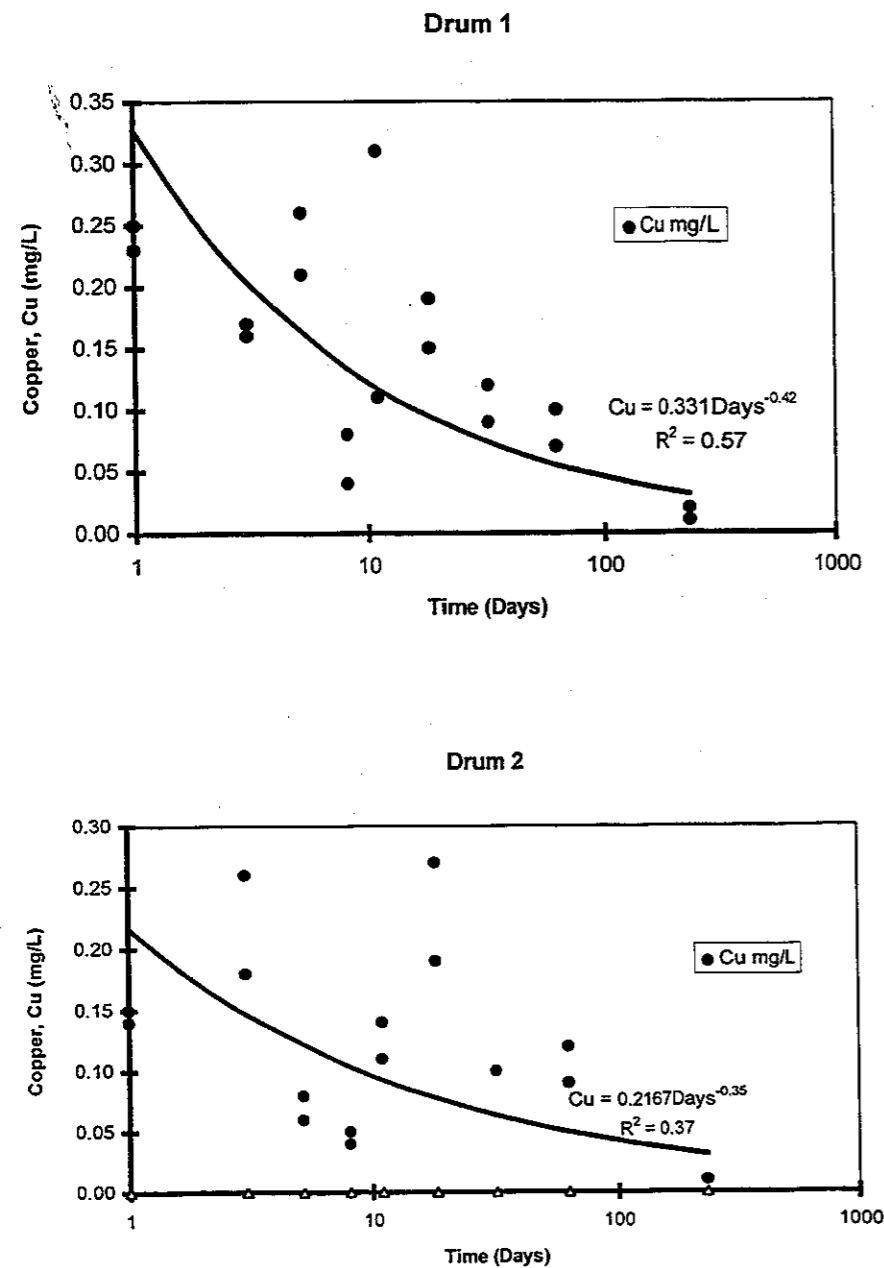 Drum 1
0.35
0.30
0.25
0.20
0.15
0.10
0.05
0.00
Copper, Cu (mg/L)
Cu mg/L
Cu = 0.331Days^-0.42
R² = 0.57
1 10 100 1000
Time (Days)
Drum 2
0.30
0.25
0.20
0.15
0.10
0.05
0.00
Copper, Cu (mg/L)
Cu mg/L
Cu = 0.2167Days^-0.35
R² = 0.37
1 10 100 1000
Time (Days)